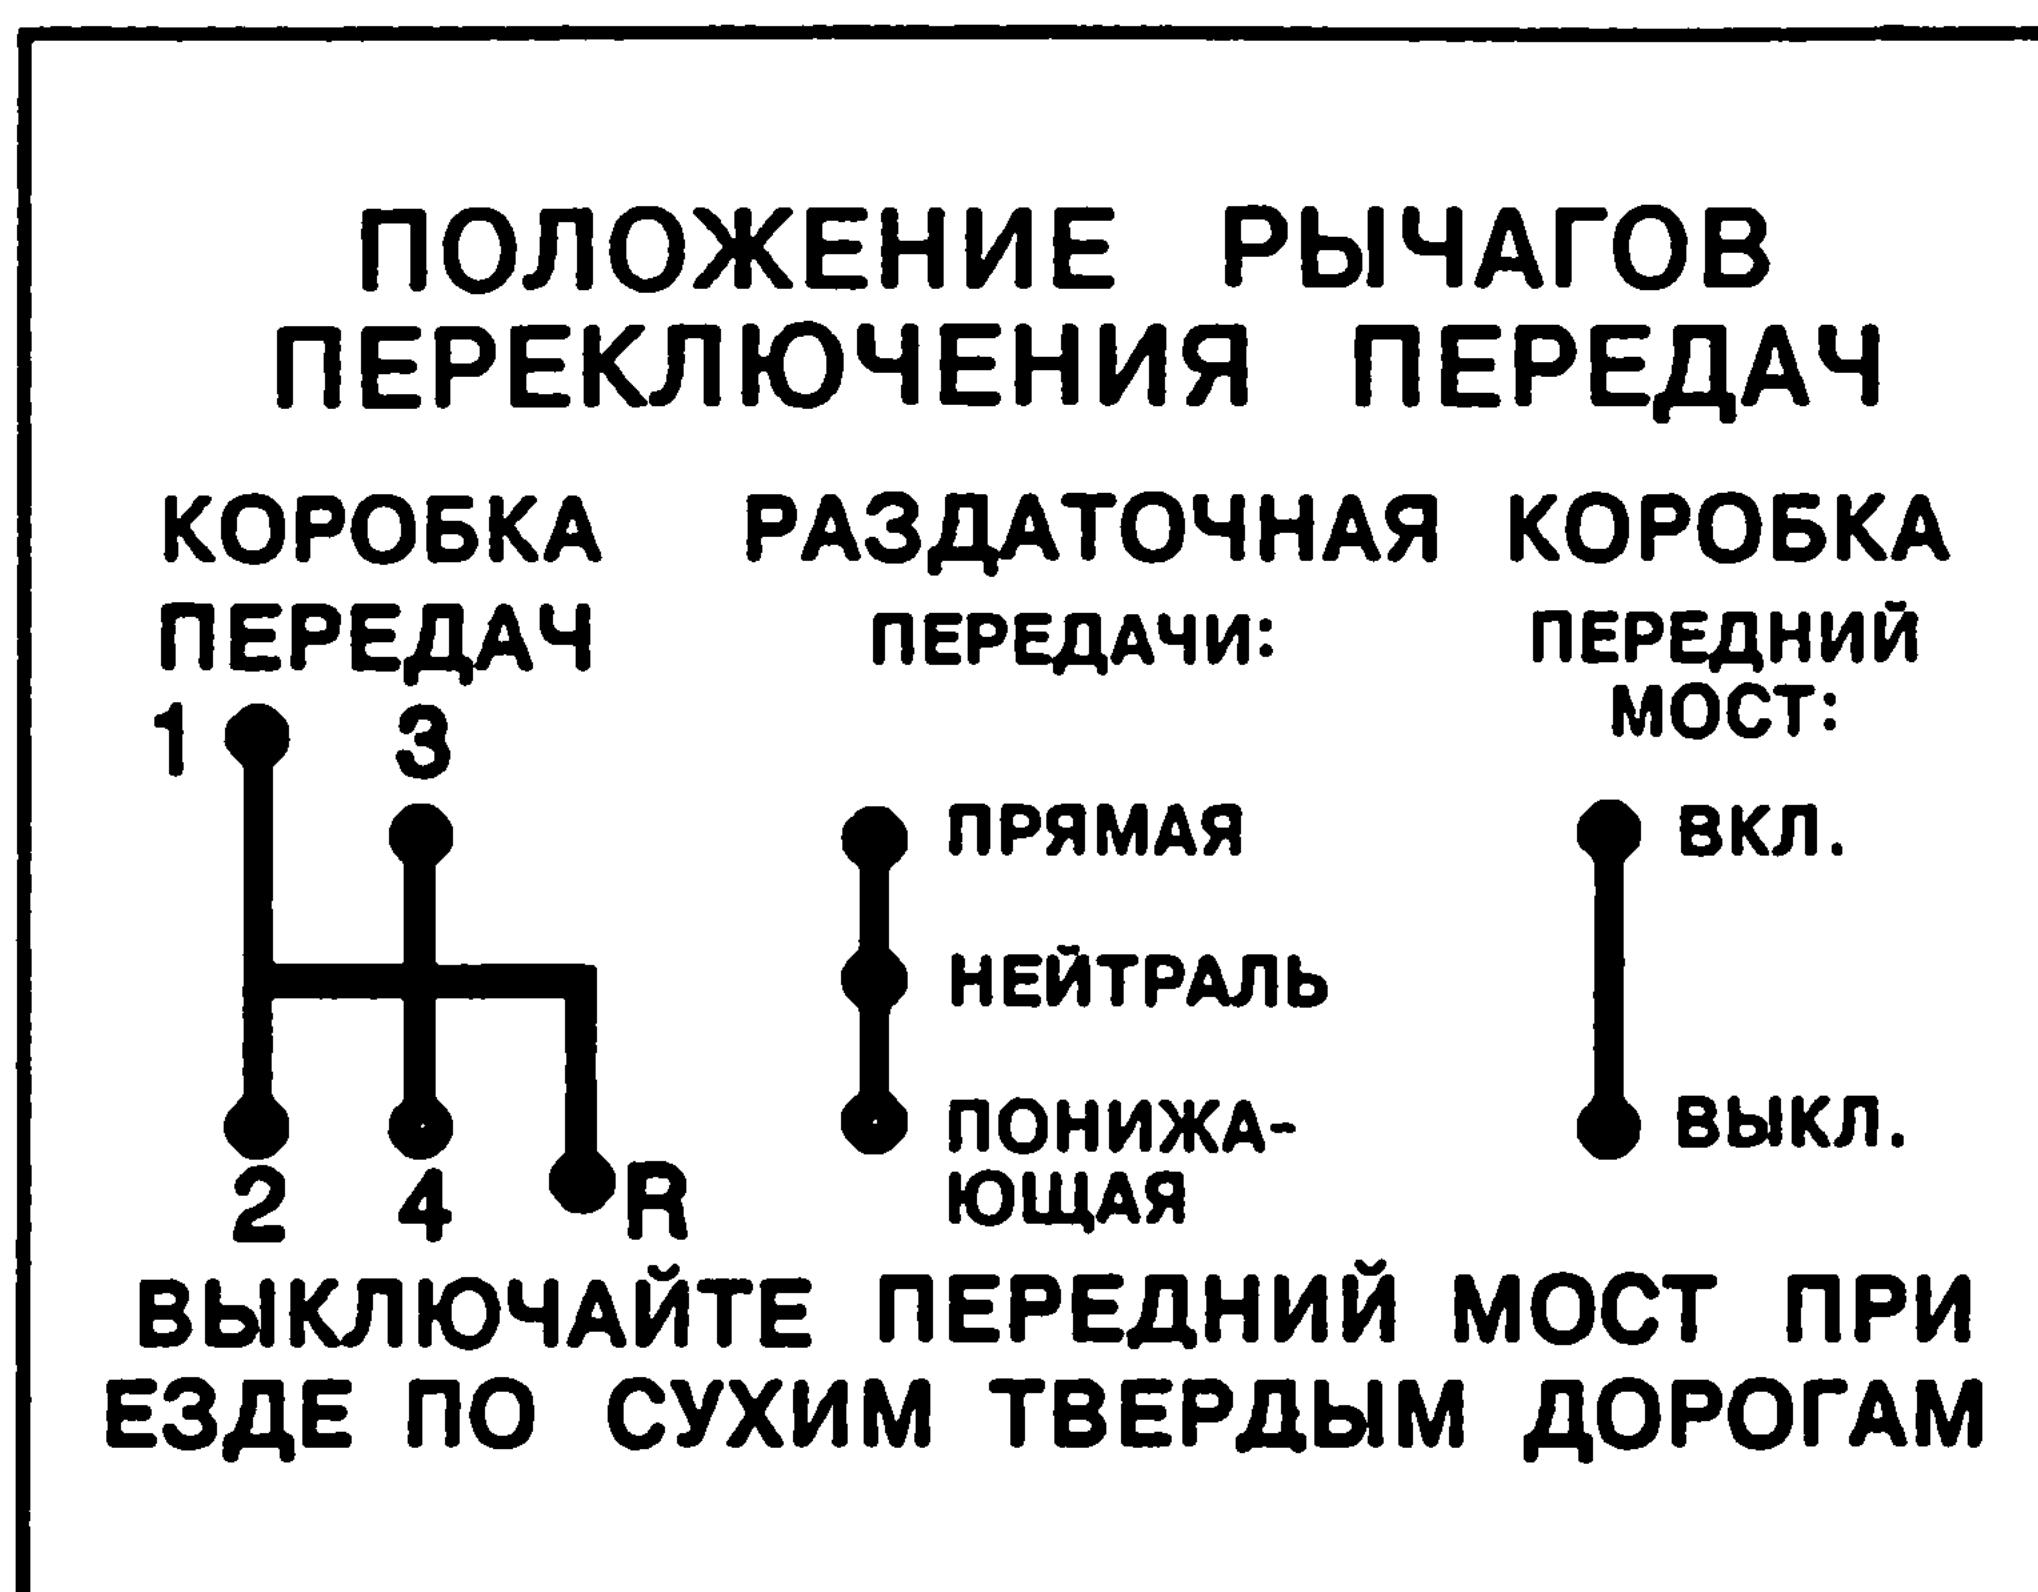 ПОЛОЖЕНИЕ РЫЧАГОВ
ПЕРЕКЛЮЧЕНИЯ ПЕРЕДАЧ
КОРОБКА
ПЕРЕДАЧ
1
3
2
4
R
РАЗДАТОЧНАЯ КОРОБКА
ПЕРЕДАЧИ:
ПРЯМАЯ
НЕЙТРАЛЬ
ПОНИЖА-
ЮЩАЯ
ПЕРЕДНИЙ
МОСТ:
ВКЛ.
ВЫКЛ.
ВЫКЛЮЧАЙТЕ ПЕРЕДНИЙ МОСТ ПРИ
ЕЗДЕ ПО СУХИМ ТВЕРДЫМ ДОРОГАМ